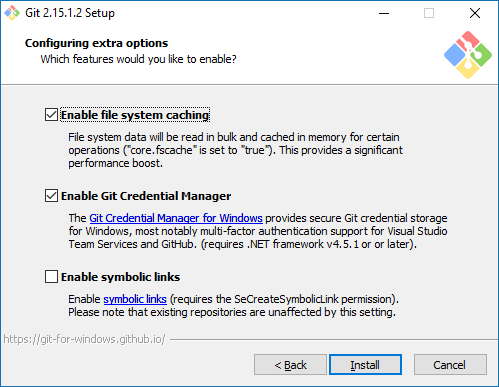 Git 2.15.1.2 Setup
Configuring extra options
Which features would you like to enable?
Enable file system caching
File system data will be read in bulk and cached in memory for certain
operations ("core.fscache" is set to "true"). This provides a significant
performance boost.
Enable Git Credential Manager
The Git Credential Manager for Windows provides secure Git credential storage
for Windows, most notably multi-factor authentication support for Visual Studio
Team Services and GitHub. (requires .NET framework v4.5.1 or or later).
Enable symbolic links
Enable symbolic links (requires the SeCreateSymbolicLink permission).
Please note that existing repositories are unaffected by this setting.
https://git-for-windows.github.io/
< Back
Install
Cancel